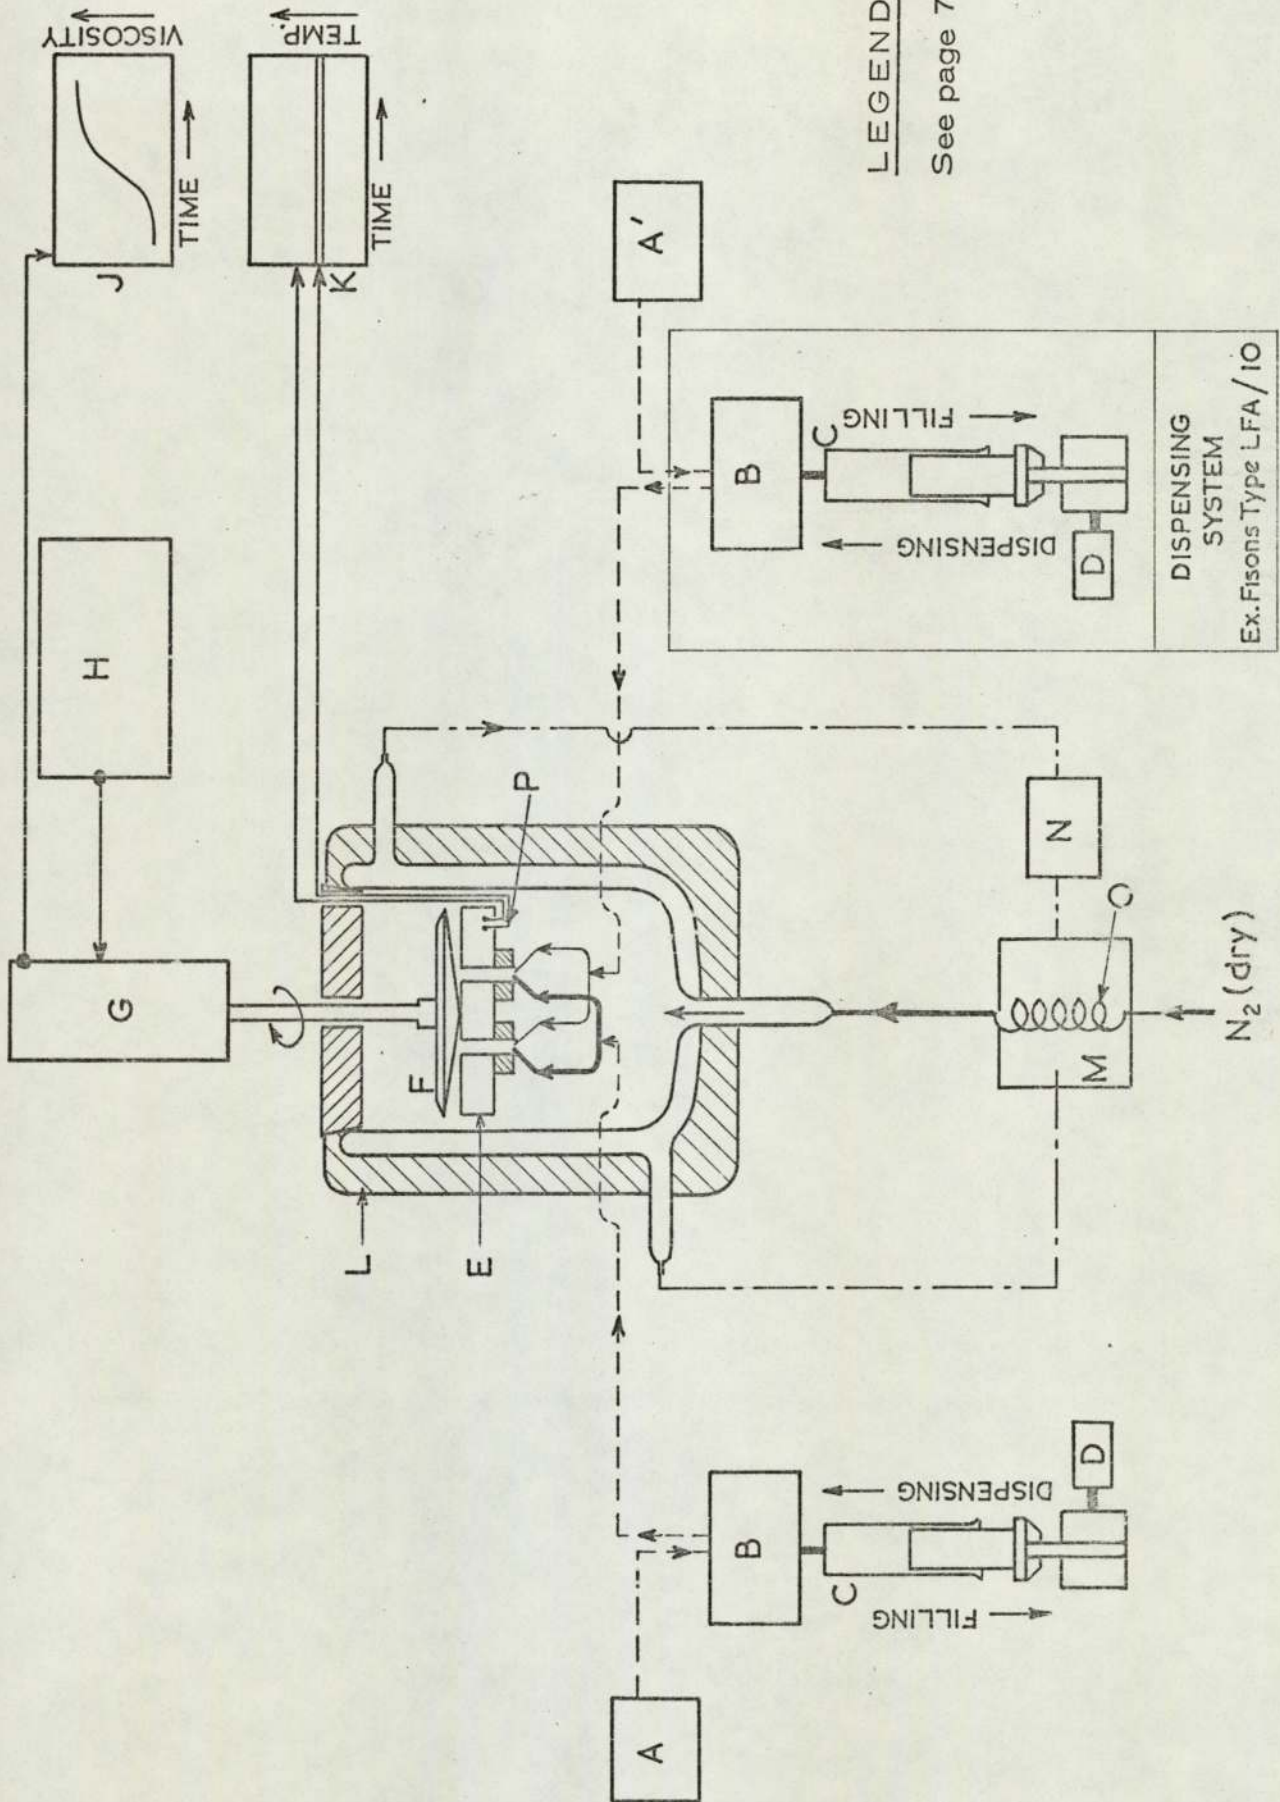 VISCOSITY
J
TIME
TEMP.
K
TIME
H
G
F
P
L
E
A'
LEGEND
See page 7
A
B
C
FILLING
DISPENSING
D
B
C
FILLING
DISPENSING
D
DISPENSING
SYSTEM
Ex.Fisons Type LFA/10
N
M
O
N₂ (dry)